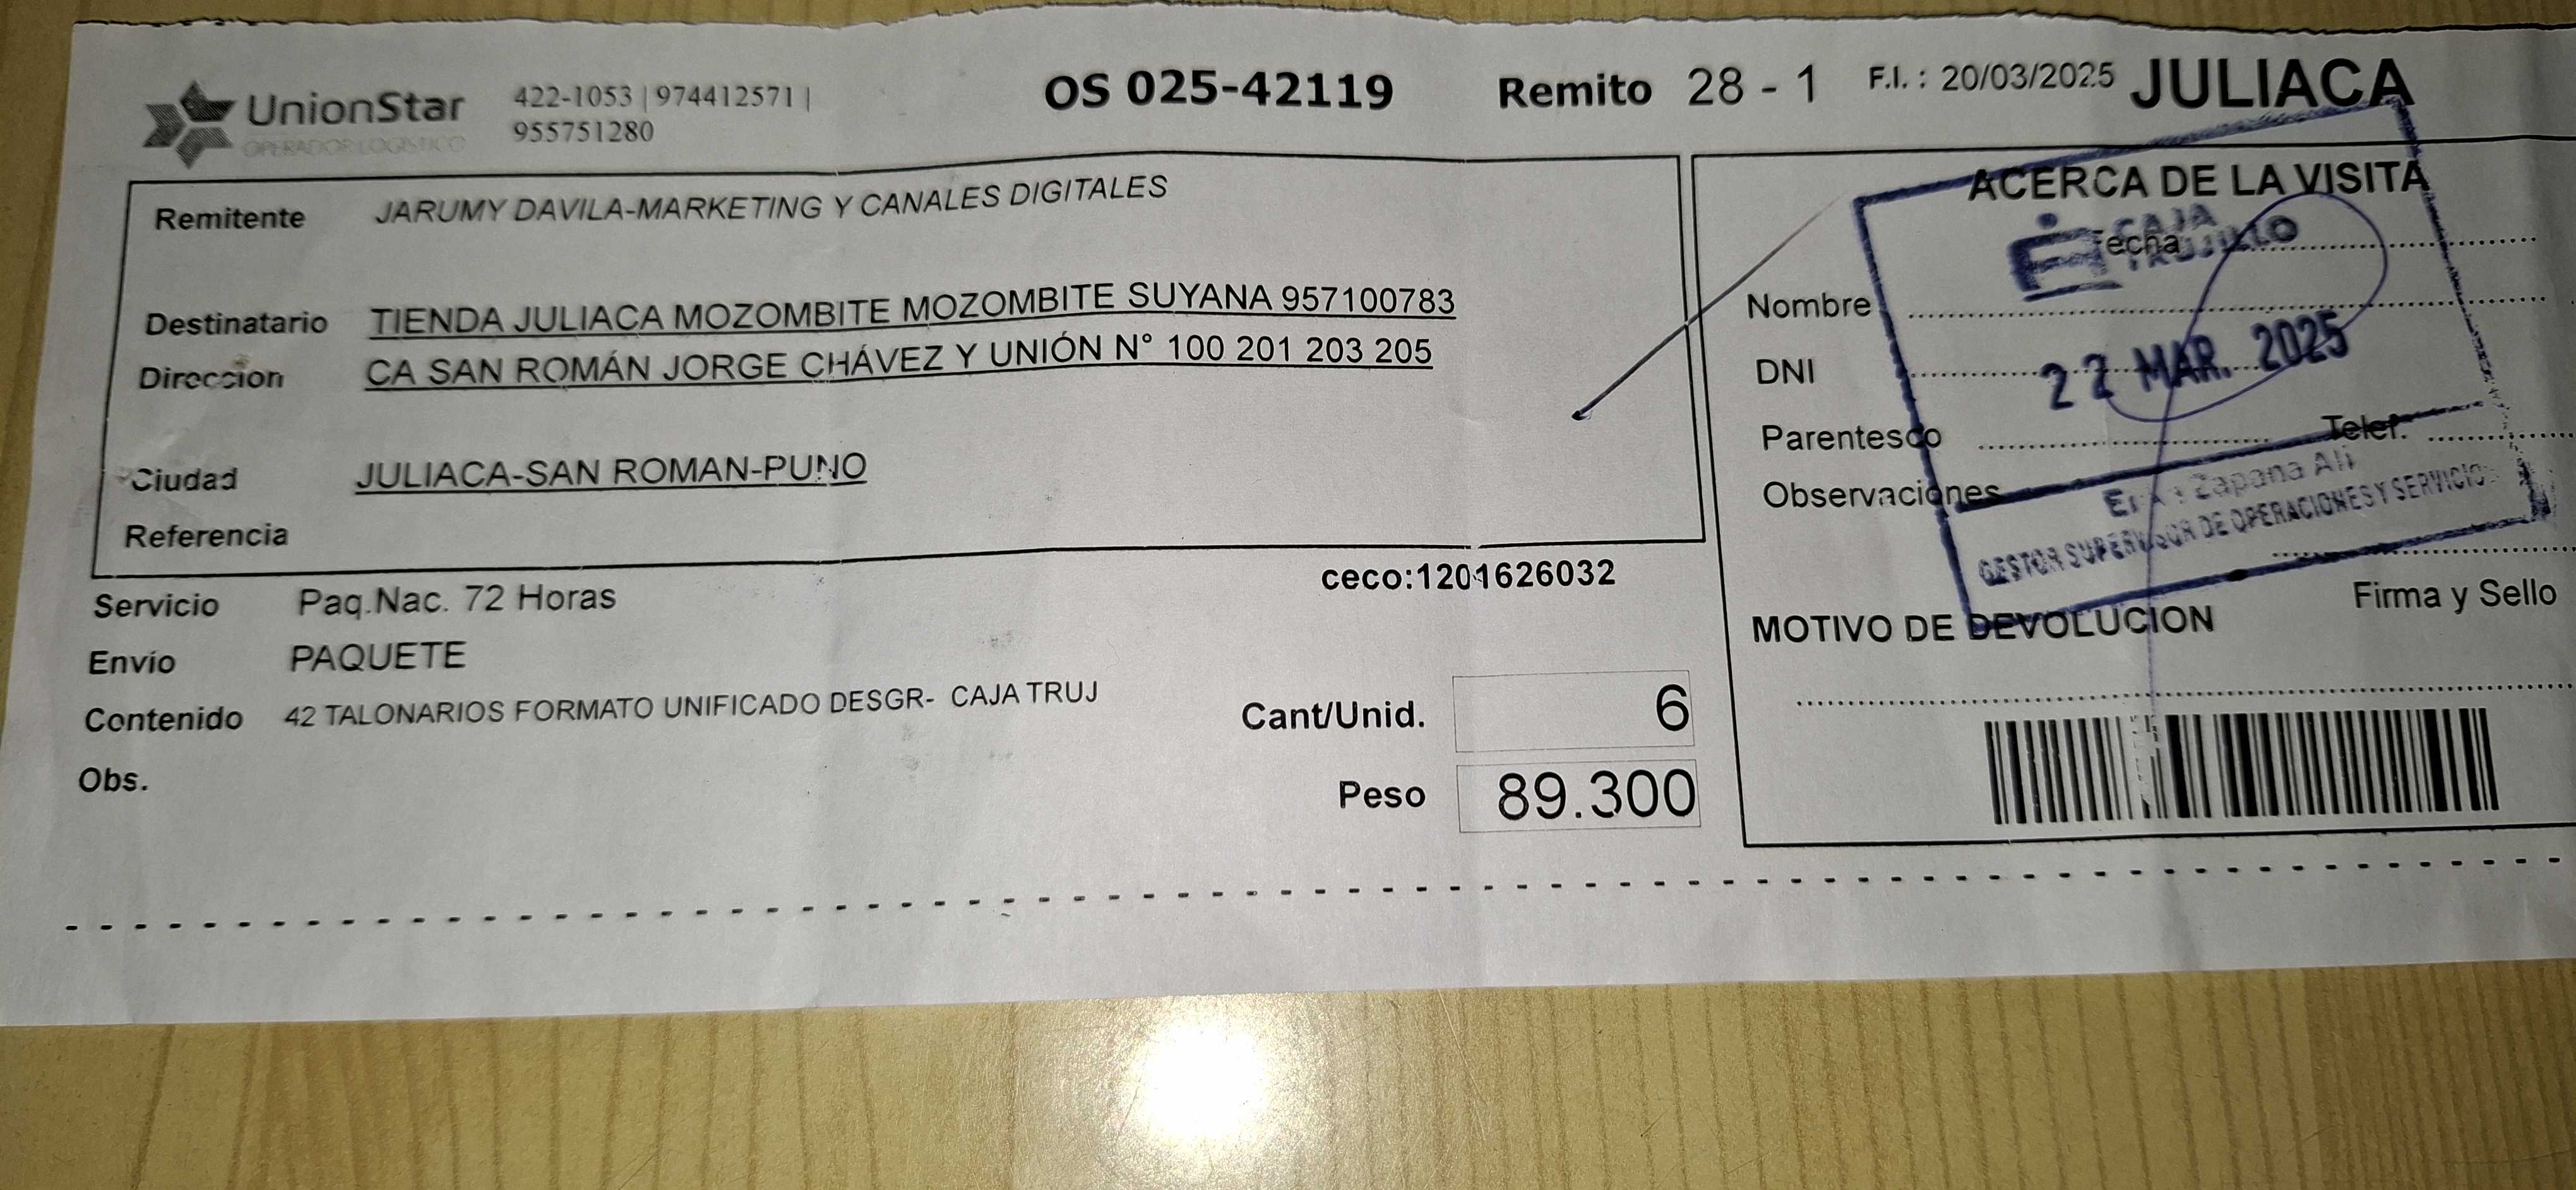 UnionStar
OPERADOR LOGISTICO
422-1053 | 974412571 |
955751280
OS 025-42119
Remito 28 - 1
F.I. : 20/03/2025
JULIACA
Remitente JARUMY DAVILA-MARKETING Y CANALES DIGITALES
Destinatario TIENDA JULIACA MOZOMBITE MOZOMBITE SUYANA 957100783
Direccion CA SAN ROMÁN JORGE CHÁVEZ Y UNIÓN N° 100 201 203 205
Ciudad JULIACA-SAN ROMAN-PUNO
Referencia
ceco:1201626032
Servicio Paq.Nac. 72 Horas
Envío PAQUETE
Contenido 42 TALONARIOS FORMATO UNIFICADO DESGR- CAJA TRUJ
Obs.
Cant/Unid. 6
Peso 89.300
ACERCA DE LA VISITA
Fecha
Nombre
DNI
Parentesco Telef.
Observaciones
Firma y Sello
MOTIVO DE DEVOLUCION
CAJA
TRUJILLO
22 MAR. 2025
Zapana Ali
GESTOR SUPERVISOR DE OPERACIONES Y SERVICIO